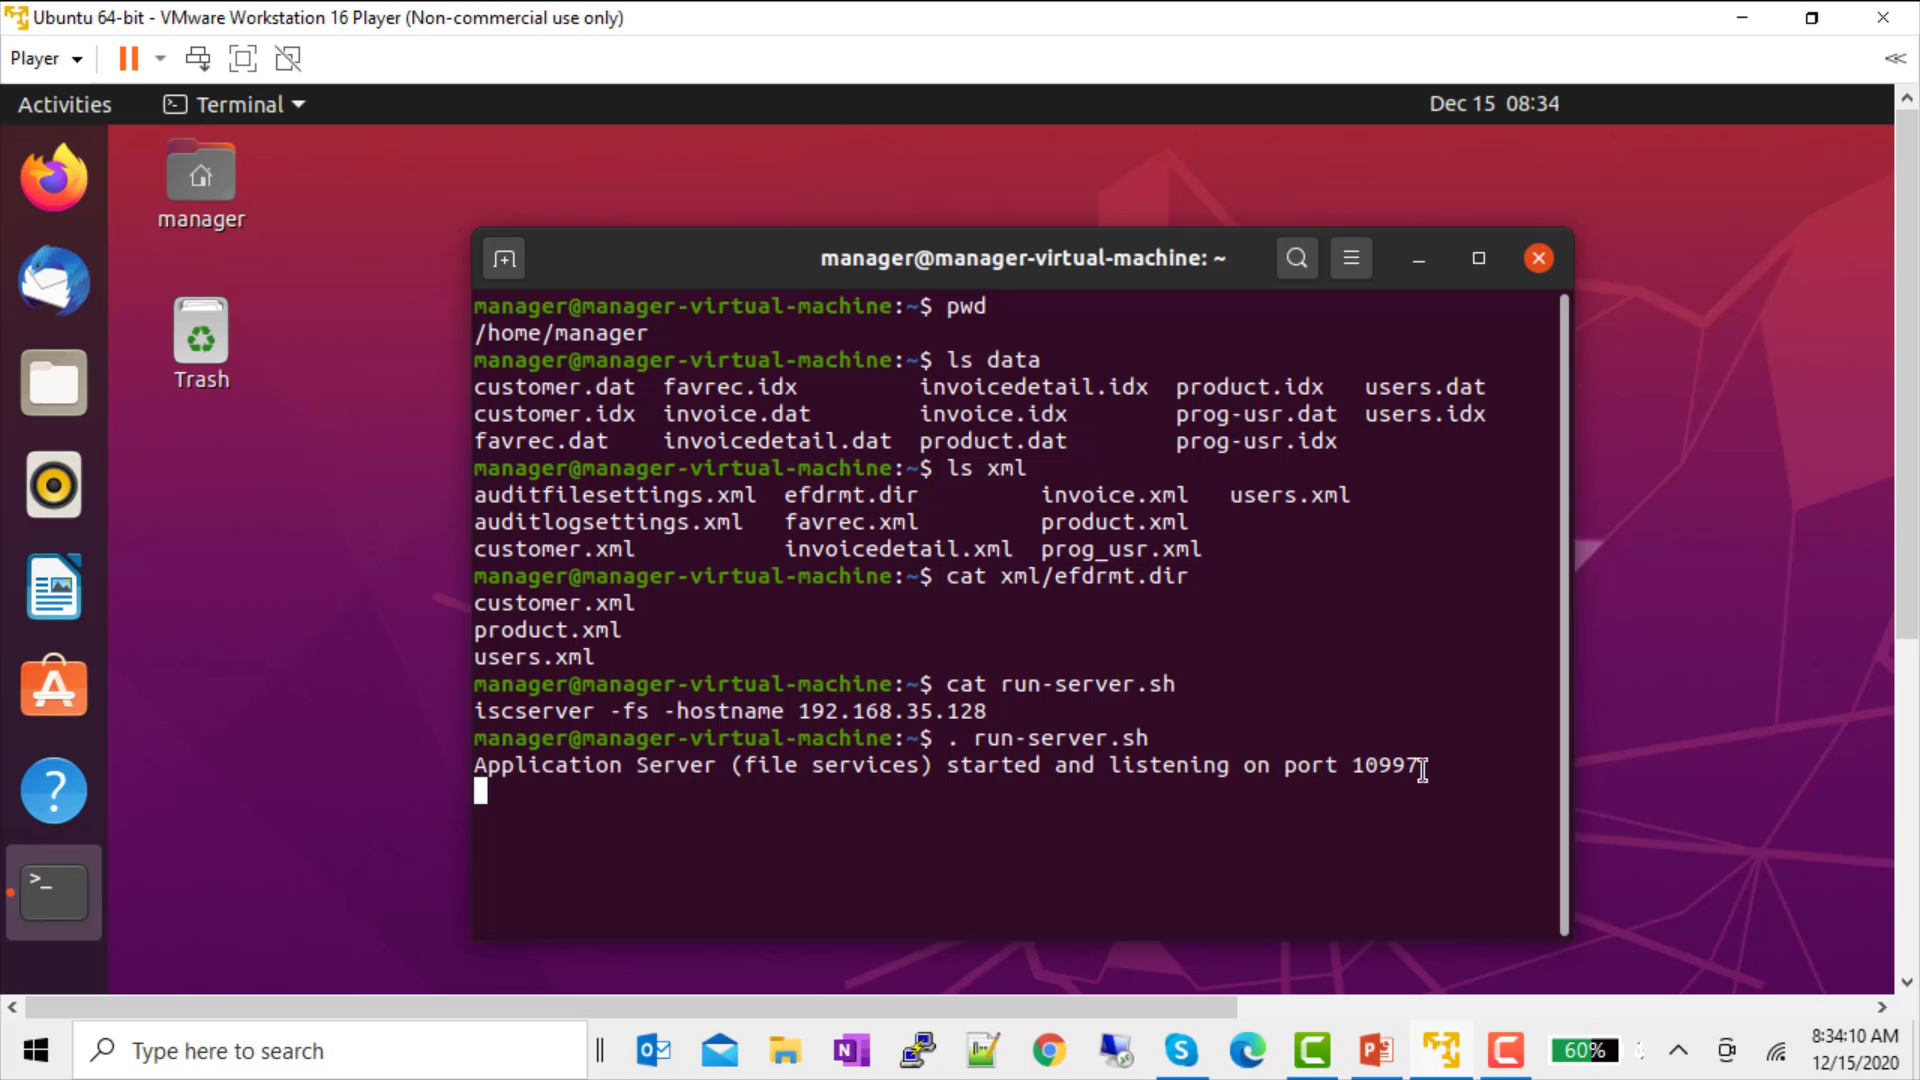 Ubuntu 64-bit - VMware Workstation 16 Player (Non-commercial use only)
Player
Activities
Terminal
Dec 15 08:34
manager
Trash
manager@manager-virtual-machine: ~
manager@manager-virtual-machine:~$ pwd
/home/manager
manager@manager-virtual-machine:~$ ls data
customer.dat favrec.idx invoicedetail.idx product.idx users.dat
customer.idx invoice.dat invoice.idx prog-usr.dat users.idx
favrec.dat invoicedetail.dat product.dat prog-usr.idx
manager@manager-virtual-machine:~$ ls xml
auditfilesettings.xml efdrmt.dir invoice.xml users.xml
auditlogsettings.xml favrec.xml product.xml
customer.xml invoicedetail.xml prog_usr.xml
manager@manager-virtual-machine:~$ cat xml/efdrmt.dir
customer.xml
product.xml
users.xml
manager@manager-virtual-machine:~$ cat run-server.sh
iscserver -fs -hostname 192.168.35.128
manager@manager-virtual-machine:~$ . run-server.sh
Application Server (file services) started and listening on port 10997
Type here to search
60%
8:34:10 AM
12/15/2020